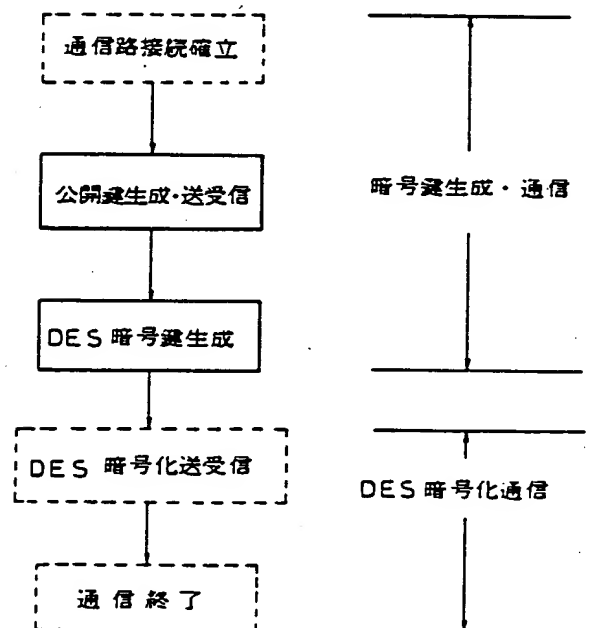 通信路接続確立
公開鍵生成・送受信
暗号鍵生成・通信
DES 暗号鍵生成
DES 暗号化送受信
DES 暗号化通信
通信終了